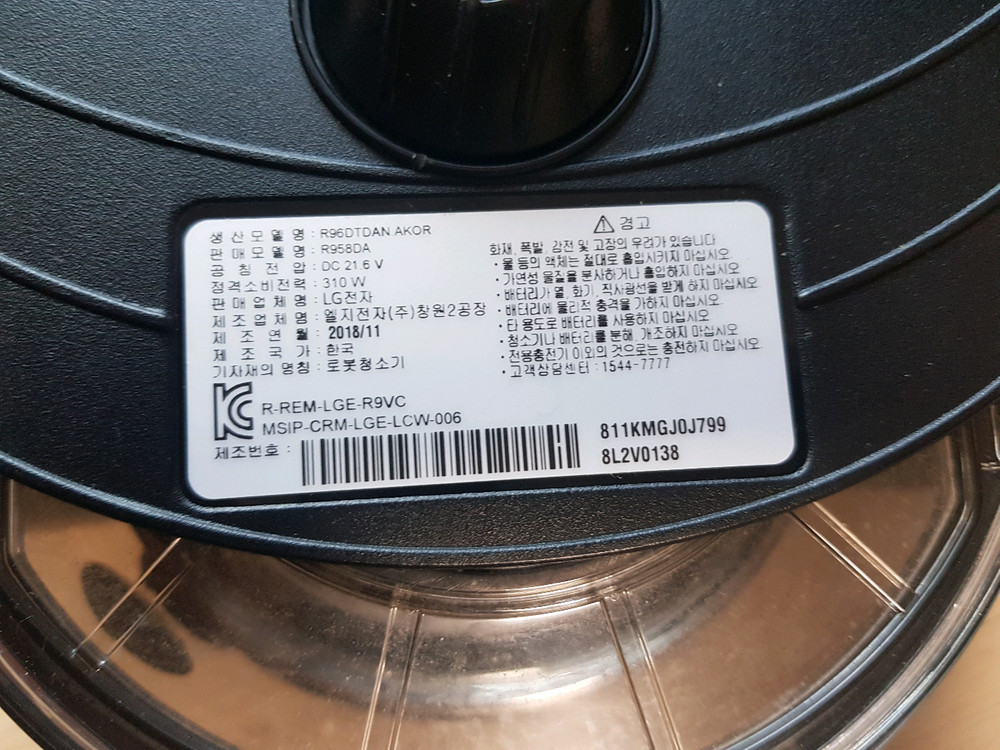 생산모델명 : R96DTDAN.AKOR
판매모델명 : R958DA
공칭전압 : DC 21.6 V
정격소비전력 : 310 W
판매업체명 : LG전자
제조업체명 : 엘지전자(주)창원2공장
제조연월 : 2018/11
제조국가 : 한국
기자재의 명칭 : 로봇청소기
R-REM-LGE-R9VC
MSIP-CRM-LGE-LCW-006
제조번호 :
811KMGJ0J799
8L2V0138
경고
화재, 폭발, 감전 및 고장의 우려가 있습니다
· 물 등의 액체는 절대로 흡입시키지 마십시오
· 가연성 물질을 분사하거나 흡입하지 마십시오
· 배터리가 열, 화기, 직사광선을 받게 하지 마십시오
· 배터리에 물리적 충격을 가하지 마십시오
· 타 용도로 배터리를 사용하지 마십시오
· 청소기나 배터리를 분해, 개조하지 마십시오
· 전용충전기 이외의 것으로는 충전하지 마십시오
· 고객상담센터 : 1544-7777